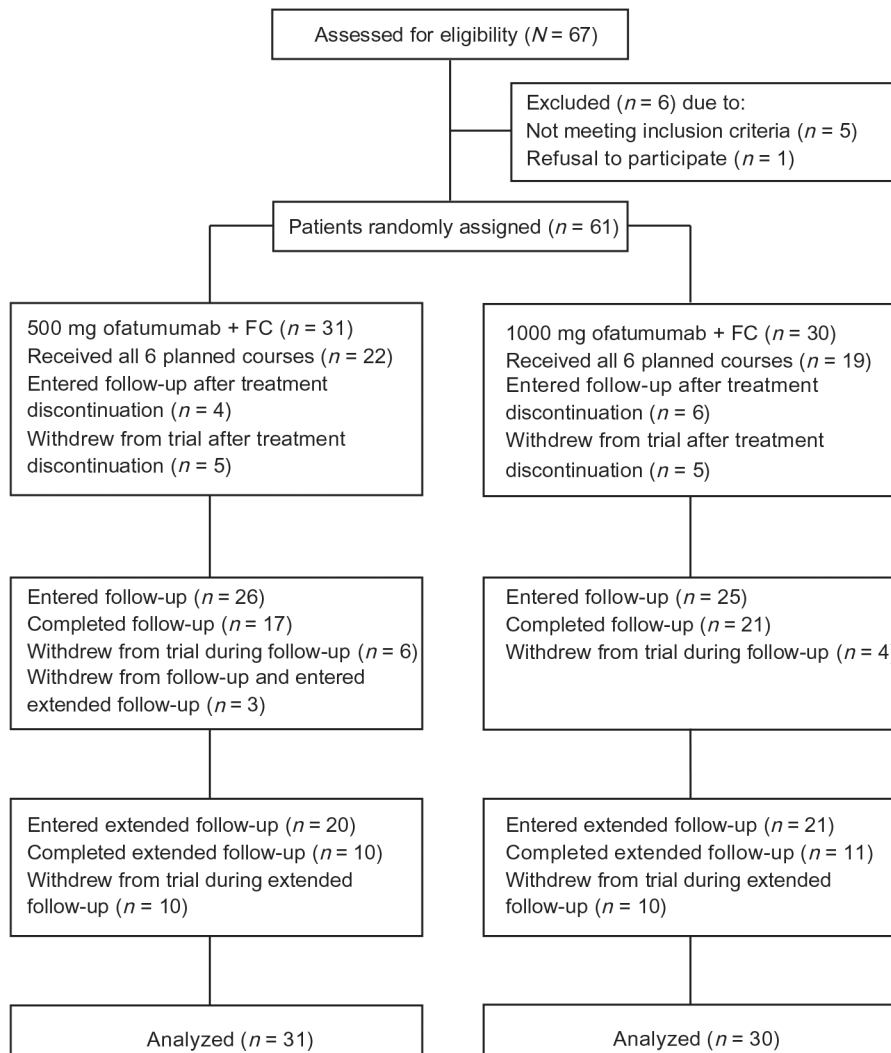 Assessed for eligibility (N = 67)
Excluded (n = 6) due to:
Not meeting inclusion criteria (n = 5)
Refusal to participate (n = 1)
Patients randomly assigned (n = 61)
500 mg ofatumumab + FC (n = 31)
Received all 6 planned courses (n = 22)
Entered follow-up after treatment
discontinuation (n = 4)
Withdrew from trial after treatment
discontinuation (n = 5)
1000 mg ofatumumab + FC (n = 30)
Received all 6 planned courses (n = 19)
Entered follow-up after treatment
discontinuation (n = 6)
Withdrew from trial after treatment
discontinuation (n = 5)
Entered follow-up (n = 26)
Completed follow-up (n = 17)
Withdrew from trial during follow-up (n = 6)
Withdrew from follow-up and entered
extended follow-up (n = 3)
Entered follow-up (n = 25)
Completed follow-up (n = 21)
Withdrew from trial during follow-up (n = 4
Entered extended follow-up (n = 20)
Completed extended follow-up (n = 10)
Withdrew from trial during extended
follow-up (n = 10)
Entered extended follow-up (n = 21)
Completed extended follow-up (n = 11)
Withdrew from trial during extended
follow-up (n = 10)
Analyzed (n = 31)
Analyzed (n = 30)